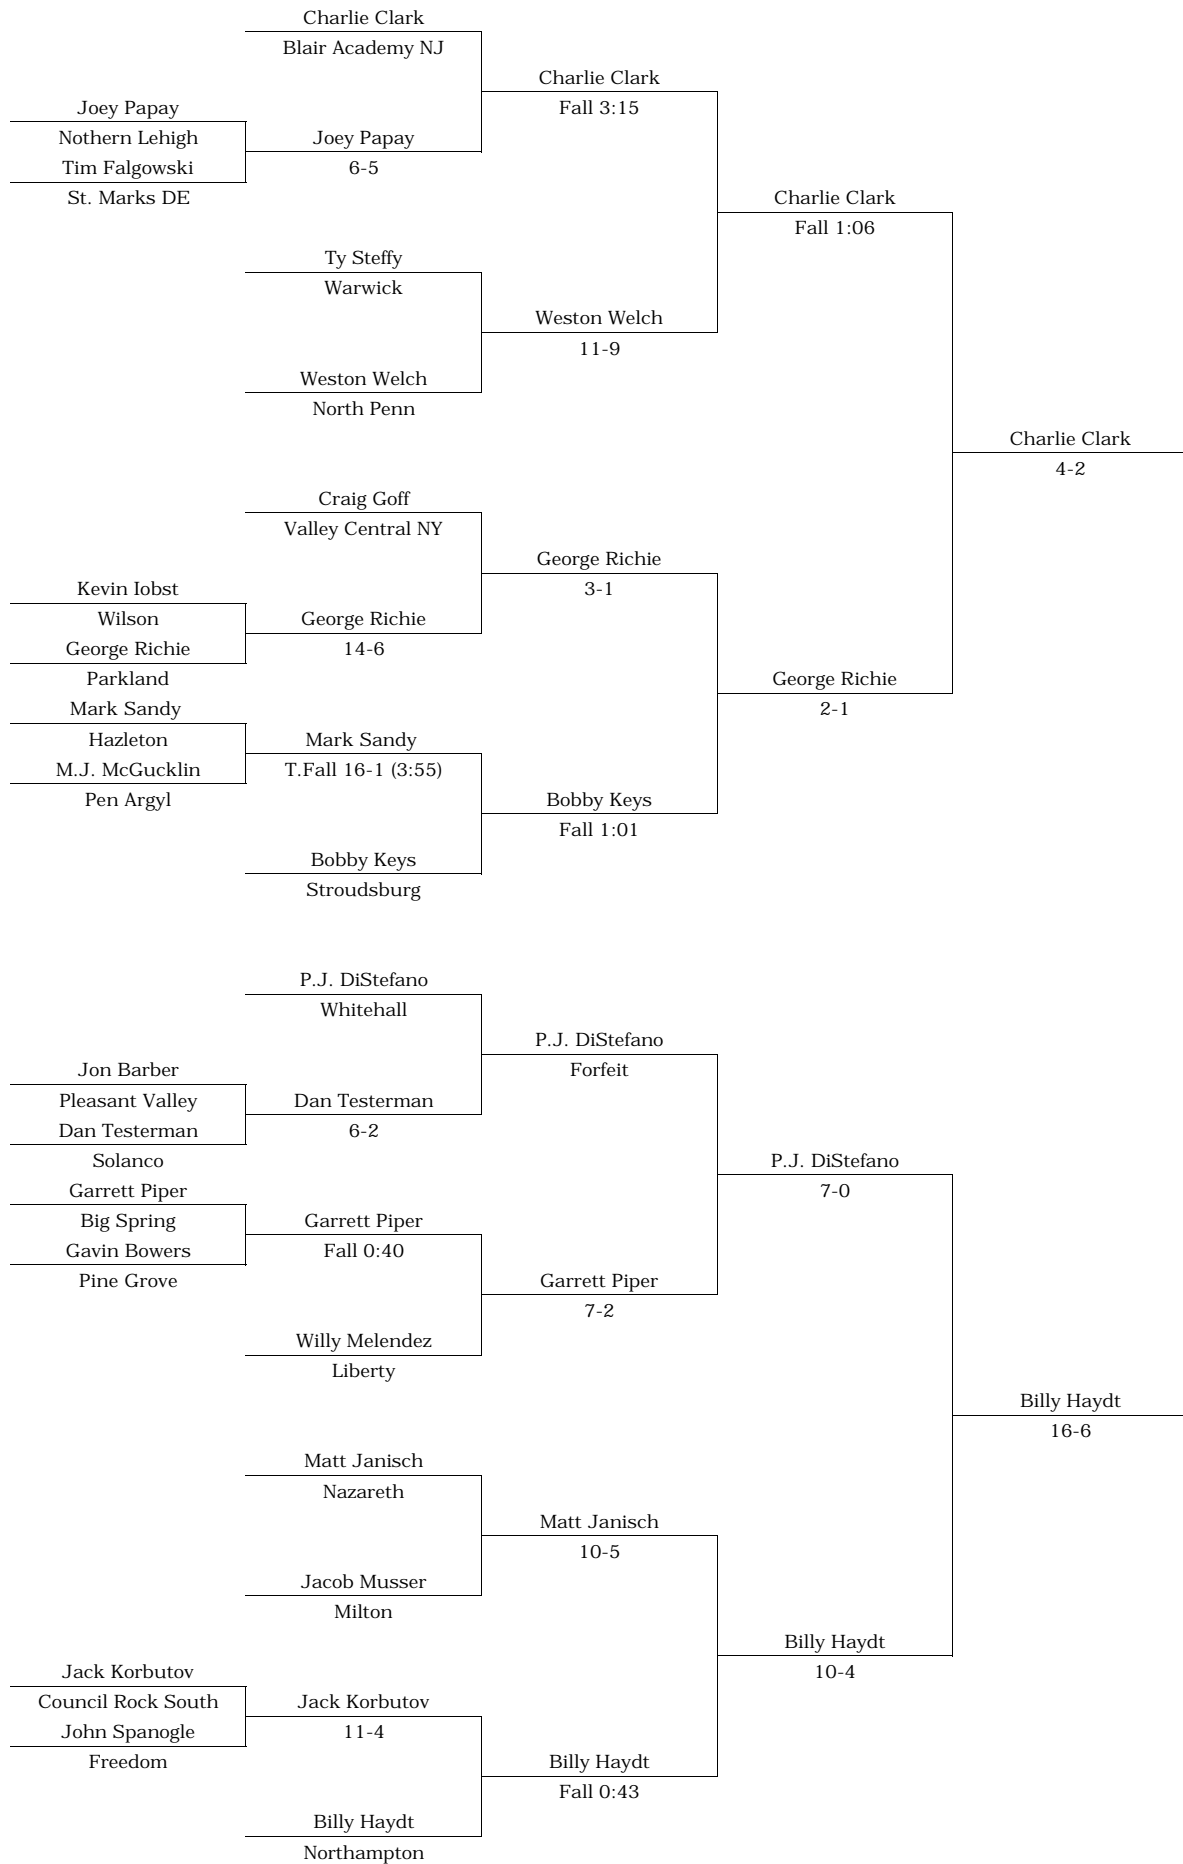 Charlie Clark
Blair Academy NJ
Charlie Clark
Fall 3:15
Joey Papay
Nothern Lehigh
Joey Papay
Tim Falgowski
6-5
St. Marks DE
Charlie Clark
Fall 1:06
Ty Steffy
Warwick
Weston Welch
11-9
Weston Welch
North Penn
Charlie Clark
4-2
Craig Goff
Valley Central NY
George Richie
3-1
Kevin Iobst
Wilson
George Richie
George Richie
14-6
Parkland
George Richie
2-1
Mark Sandy
Hazleton
Mark Sandy
M.J. McGucklin
T.Fall 16-1 (3:55)
Pen Argyl
Bobby Keys
Fall 1:01
Bobby Keys
Stroudsburg
P.J. DiStefano
Whitehall
P.J. DiStefano
Forfeit
Jon Barber
Pleasant Valley
Dan Testerman
Dan Testerman
6-2
Solanco
P.J. DiStefano
7-0
Garrett Piper
Big Spring
Garrett Piper
Gavin Bowers
Fall 0:40
Pine Grove
Garrett Piper
7-2
Willy Melendez
Liberty
Billy Haydt
16-6
Matt Janisch
Nazareth
Matt Janisch
10-5
Jacob Musser
Milton
Billy Haydt
10-4
Jack Korbutov
Council Rock South
Jack Korbutov
John Spanogle
11-4
Freedom
Billy Haydt
Fall 0:43
Billy Haydt
Northampton